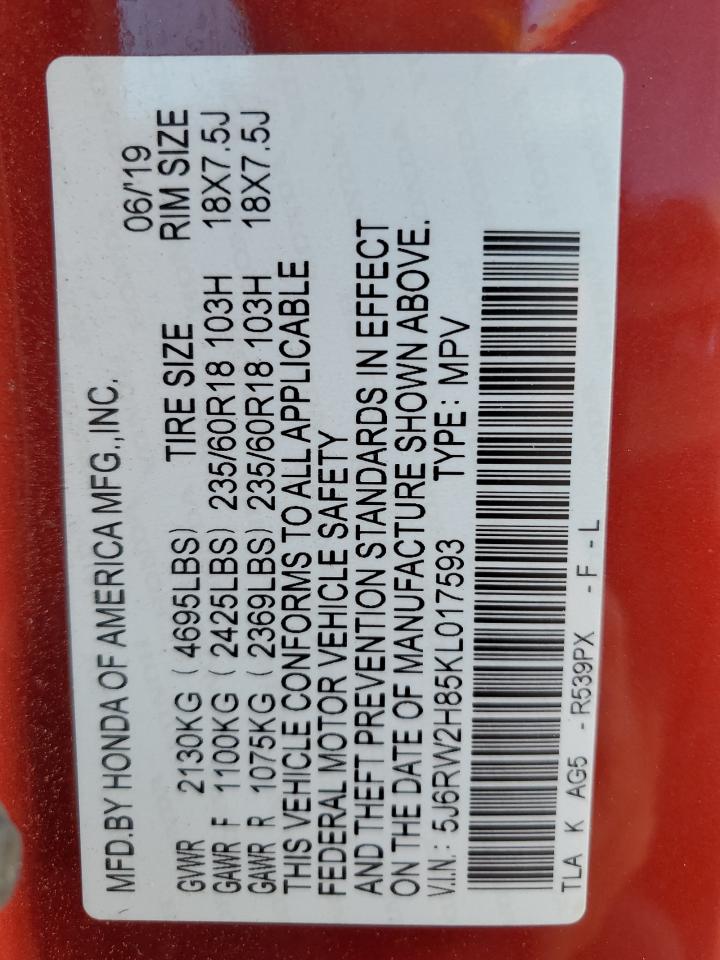 MFD.BY HONDA OF AMERICA MFG.,INC. 06/'19
GVWR 2130KG ( 4695LBS) TIRE SIZE RIM SIZE
GAWR F 1100KG ( 2425LBS) 235/60R18 103H 18X7.5J
GAWR R 1075KG ( 2369LBS) 235/60R18 103H 18X7.5J
THIS VEHICLE CONFORMS TO ALL APPLICABLE
FEDERAL MOTOR VEHICLE SAFETY
AND THEFT PREVENTION STANDARDS IN EFFECT
ON THE DATE OF MANUFACTURE SHOWN ABOVE.
V.I.N.: 5J6RW2H85KL017593 TYPE: MPV
TLA K AG5 - R539PX - F - L